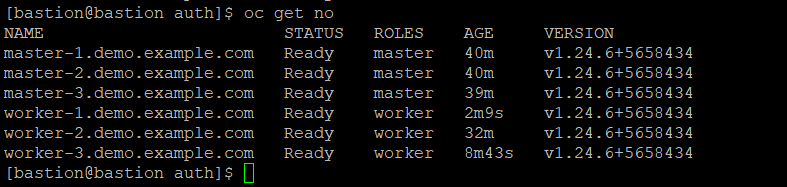 [bastion@bastion auth]$ oc get no
NAME STATUS ROLES AGE VERSION
master-1.demo.example.com Ready master 40m v1.24.6+5658434
master-2.demo.example.com Ready master 40m v1.24.6+5658434
master-3.demo.example.com Ready master 39m v1.24.6+5658434
worker-1.demo.example.com Ready worker 2m9s v1.24.6+5658434
worker-2.demo.example.com Ready worker 32m v1.24.6+5658434
worker-3.demo.example.com Ready worker 8m43s v1.24.6+5658434
[bastion@bastion auth]$